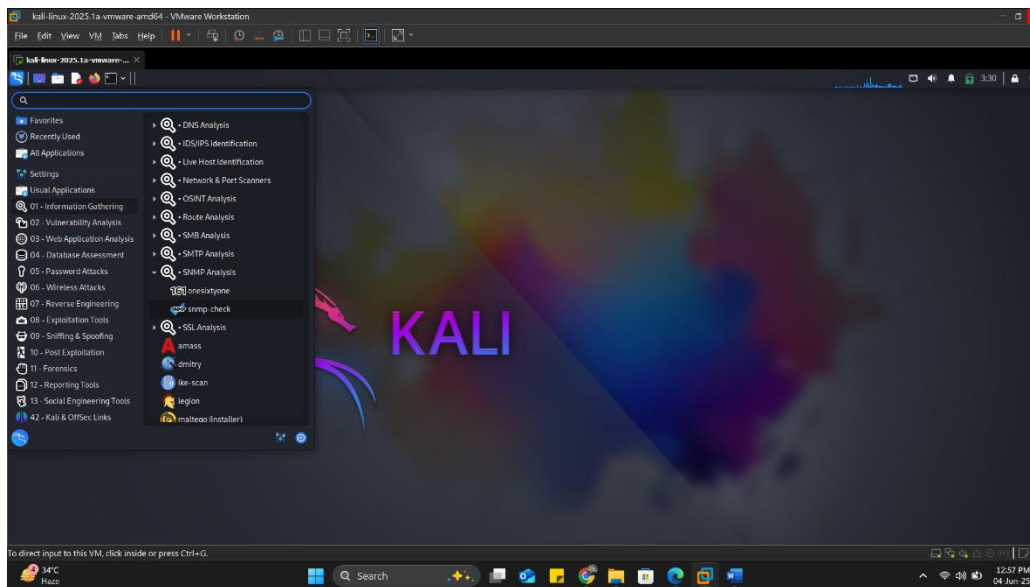 kali-linux-2025.1a-vmware-amd64 - VMware Workstation
File Edit View VM Tabs Help
kali-linux-2025.1a-vmware-...
3:30
Favorites
Recently Used
All Applications
Settings
Usual Applications
01 - Information Gathering
02 - Vulnerability Analysis
03 - Web Application Analysis
04 - Database Assessment
05 - Password Attacks
06 - Wireless Attacks
07 - Reverse Engineering
08 - Exploitation Tools
09 - Sniffing & Spoofing
10 - Post Exploitation
11 - Forensics
12 - Reporting Tools
13 - Social Engineering Tools
42 - Kali & OffSec Links
• DNS Analysis
• IDS/IPS Identification
• Live Host Identification
• Network & Port Scanners
• OSINT Analysis
• Route Analysis
• SMB Analysis
• SMTP Analysis
• SNMP Analysis
161 onesixtyone
snmp-check
• SSL Analysis
amass
dmitry
ike-scan
legion
maltego (installer)
KALI
To direct input to this VM, click inside or press Ctrl+G.
4
34°C
Haze
Search
12:57 PM
04-Jun-25